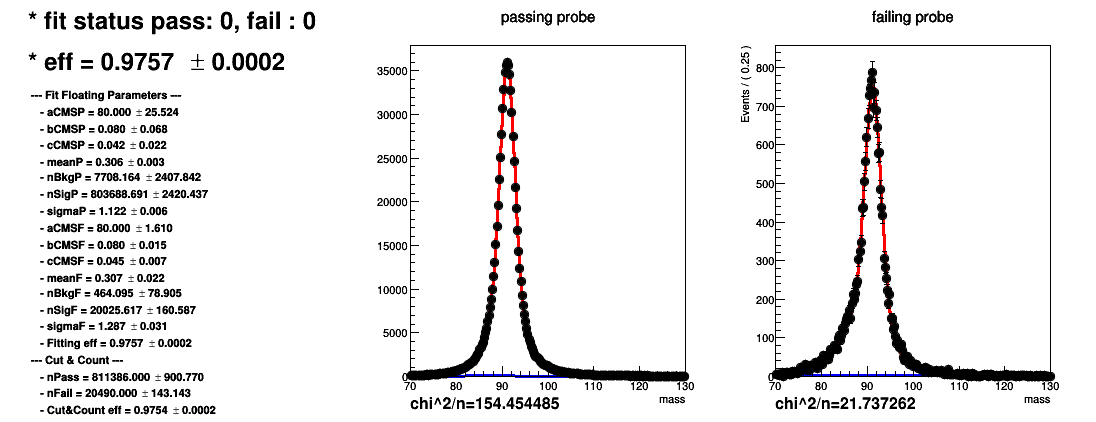 * fit status pass: 0, fail : 0
* eff = 0.9757 ± 0.0002
--- Fit Floating Parameters ---
- aCMSP = 80.000 ± 25.524
- bCMSP = 0.080 ± 0.068
- cCMSP = 0.042 ± 0.022
- meanP = 0.306 ± 0.003
- nBkgP = 7708.164 ± 2407.842
- nSigP = 803688.691 ± 2420.437
- sigmaP = 1.122 ± 0.006
- aCMSF = 80.000 ± 1.610
- bCMSF = 0.080 ± 0.015
- cCMSF = 0.045 ± 0.007
- meanF = 0.307 ± 0.022
- nBkgF = 464.095 ± 78.905
- nSigF = 20025.617 ± 160.587
- sigmaF = 1.287 ± 0.031
- Fitting eff = 0.9757 ± 0.0002
--- Cut & Count ---
- nPass = 811386.000 ± 900.770
- nFail = 20490.000 ± 143.143
- Cut&Count eff = 0.9754 ± 0.0002
passing probe
35000
30000
25000
20000
15000
10000
5000
0
70 80 90 100 110 120 130
mass
chi^2/n=154.454485
failing probe
Events / ( 0.25 )
800
700
600
500
400
300
200
100
0
70 80 90 100 110 120 130
mass
chi^2/n=21.737262